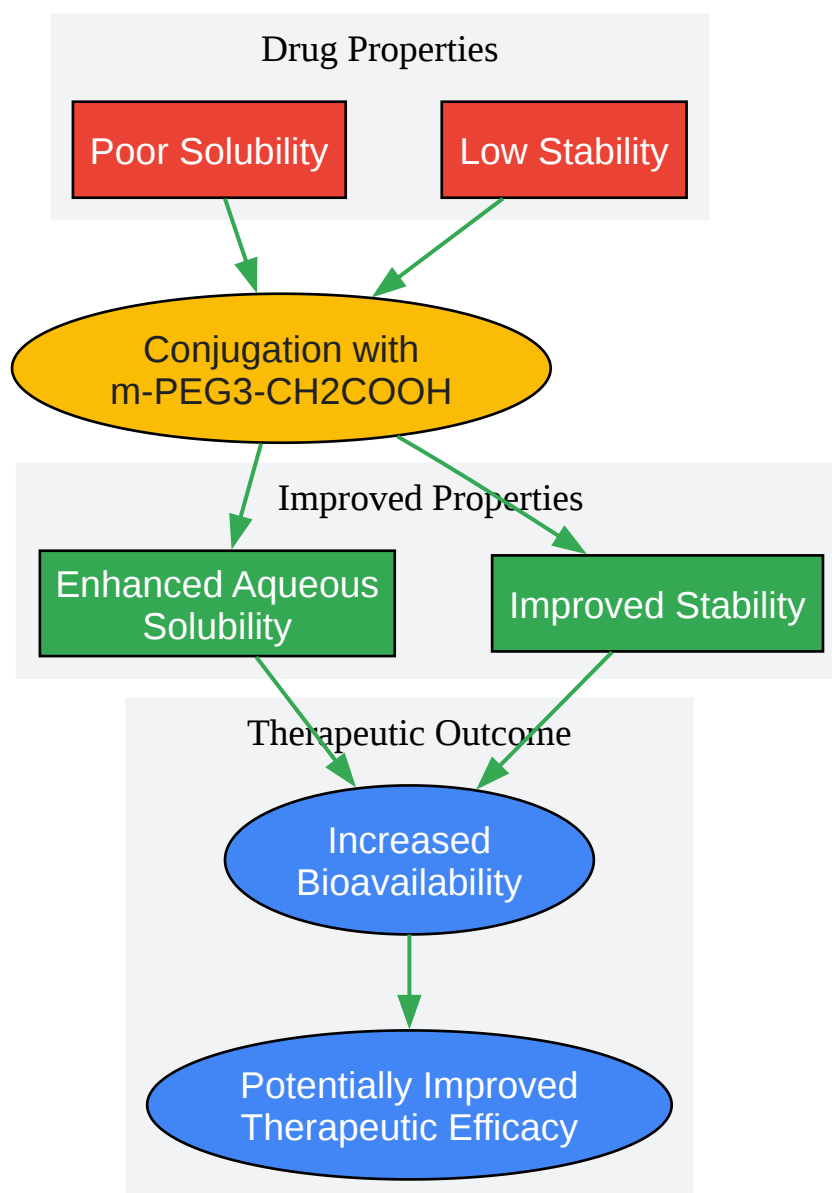 Drug Properties
Poor Solubility
Low Stability
Conjugation with
m-PEG3-CH2COOH
Improved Properties
Enhanced Aqueous
Solubility
Improved Stability
Therapeutic Outcome
Increased
Bioavailability
Potentially Improved
Therapeutic Efficacy